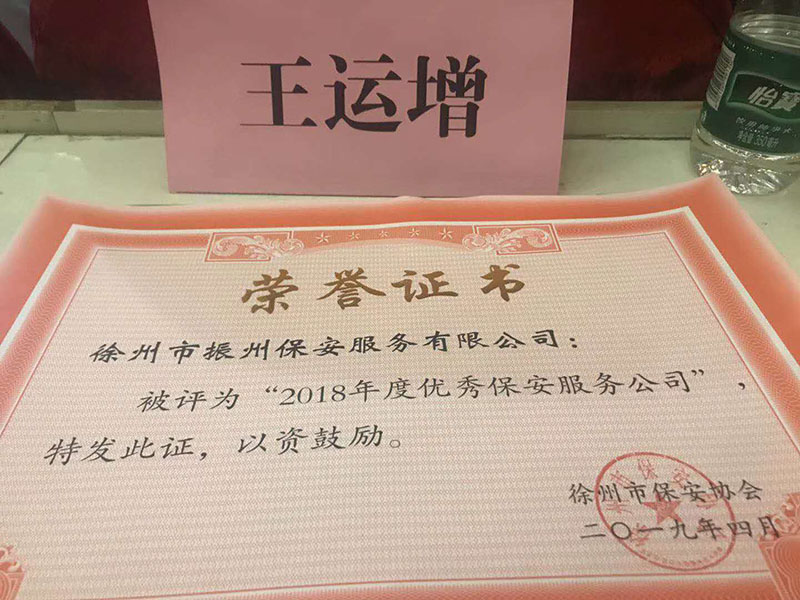 王运增
怡寶
荣誉证书
徐州市振州保安服务有限公司：
被评为“2018年度优秀保安服务公司”，
特发此证，以资鼓励。
徐州市保安协会
二〇一九年四月